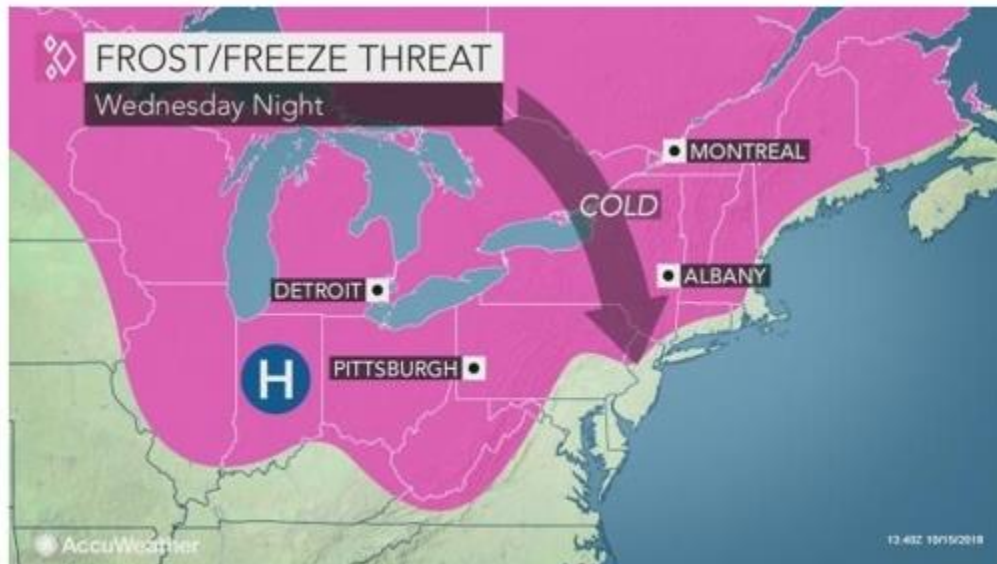 FROST/FREEZE THREAT
Wednesday Night
MONTREAL
COLD
ALBANY
DETROIT
H
PITTSBURGH
AccuWeather
13:40Z 10/15/2018